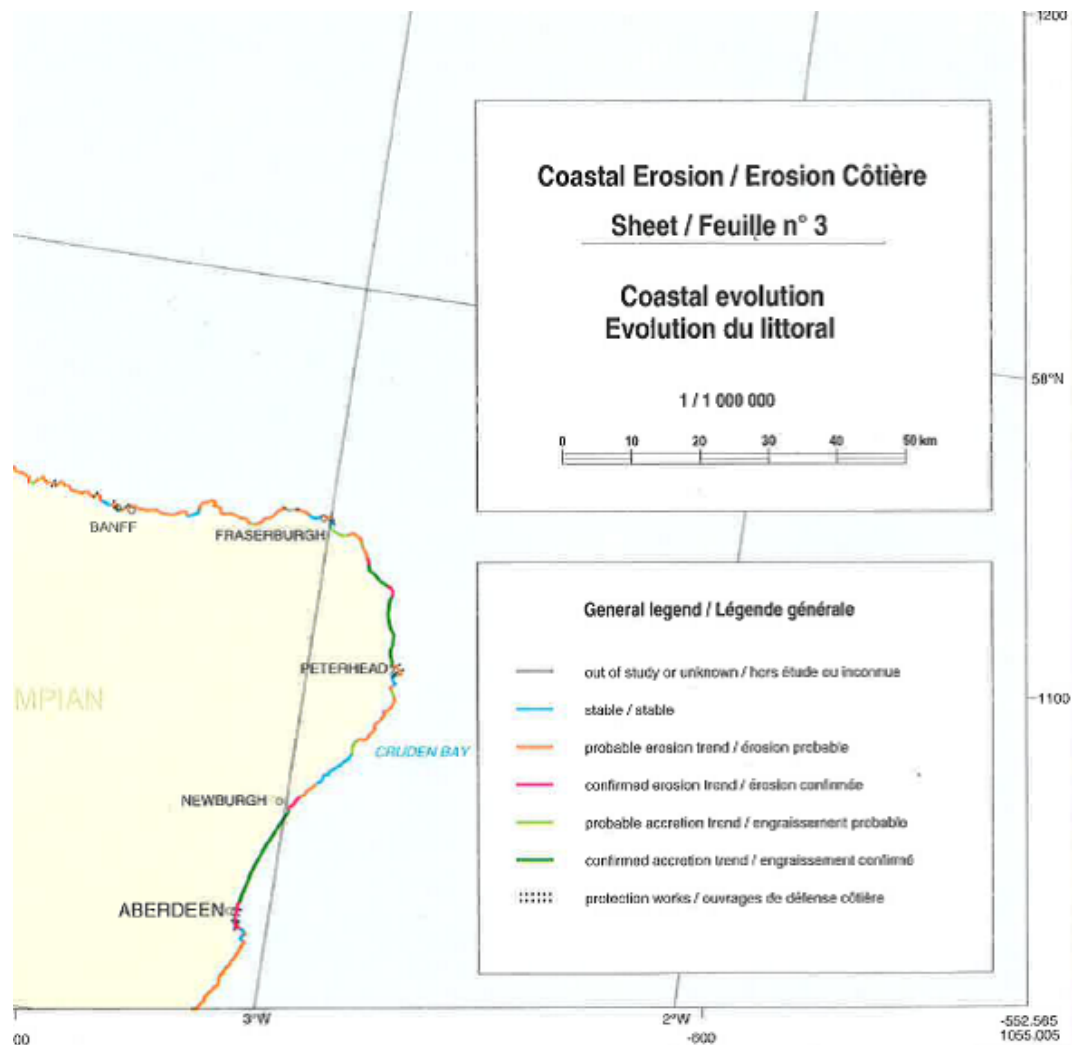 1200
Coastal Erosion / Erosion Côtière
Sheet / Feuille n° 3
Coastal evolution
Evolution du littoral
1 / 1 000 000
0 10 20 30 40 50 km
58°N
BANFF
FRASERBURGH
PETERHEAD
MPIAN
CRUDEN BAY
NEWBURGH
ABERDEEN
General legend / Légende générale
out of study or unknown / hors étude ou inconnue
stable / stable
probable erosion trend / érosion probable
confirmed erosion trend / érosion confirmée
probable accretion trend / engraissement probable
confirmed accretion trend / engraissement confirmé
protection works / ouvrages de défense côtière
1100
3°W
2°W
00
-600
-552.565
1055.005